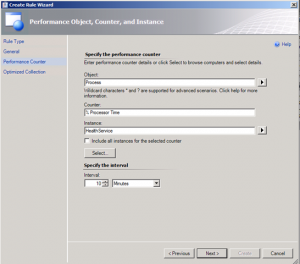 Create Rule Wizard
Performance Object, Counter, and Instance
Rule Type
General
Performance Counter
Optimized Collection
Help
Specify the performance counter
Enter performance counter details or click Select to browse computers and select details.
Object:
Process
Wildcard characters * and ? are supported for advanced scenarios. Click help for more
information.
Counter:
% Processor Time
Instance:
HealthService
Include all instances for the selected counter
Select...
Specify the interval
Interval:
10 Minutes
< Previous Next > Create Cancel